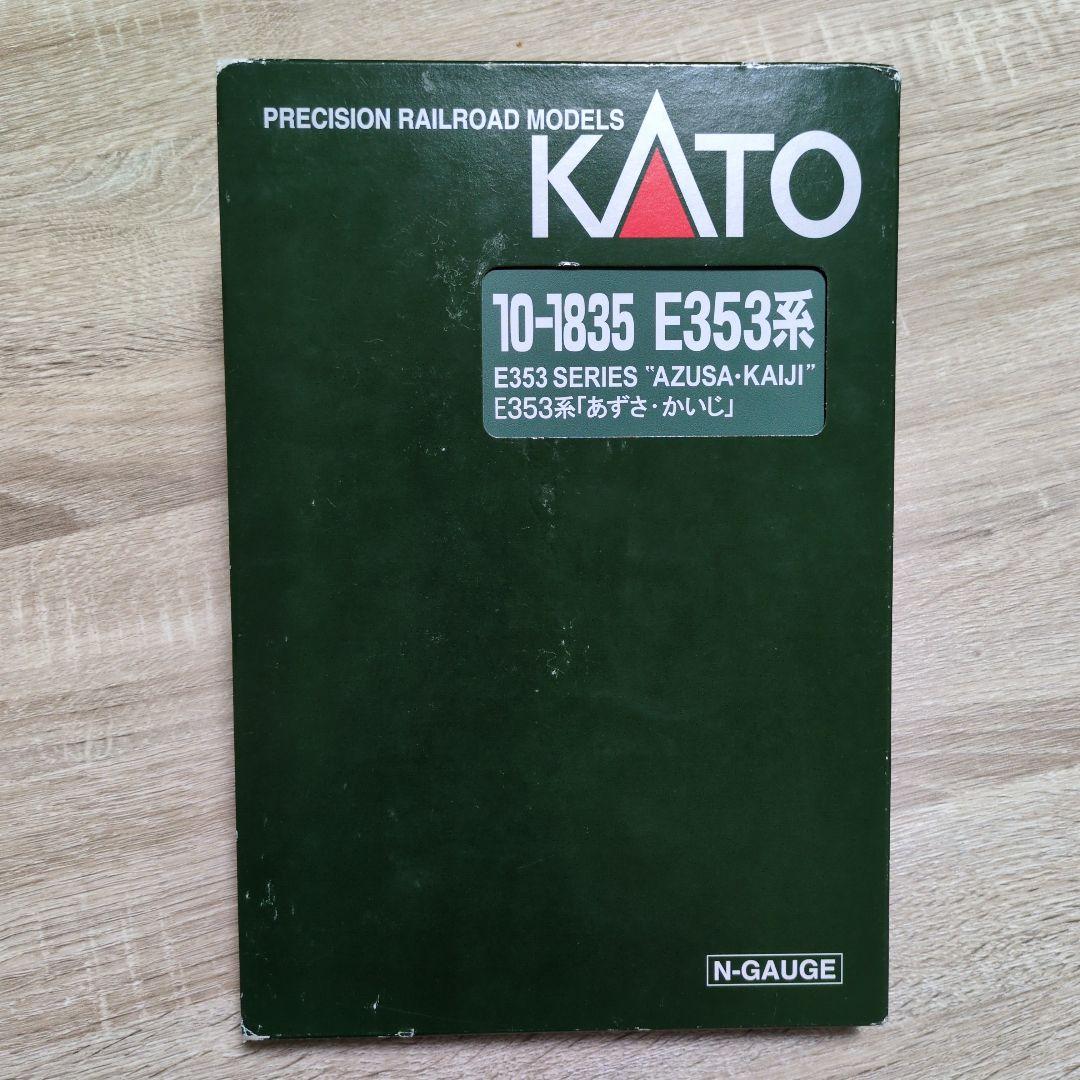 PRECISION RAILROAD MODELS
KATO
10-1835 E353系
E353 SERIES "AZUSA・KAIJI"
E353系「あずさ・かいじ」
N-GAUGE